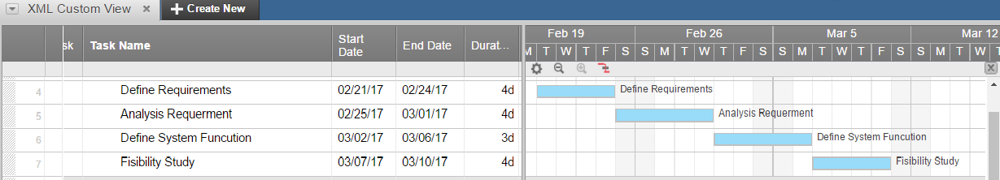 XML Custom View × + Create New
sk Task Name Start Date End Date Durat... Feb 19 Feb 26 Mar 5 Mar 12
M T W T F S S M T W T F S S M T W T F S S M T W T
4 Define Requirements 02/21/17 02/24/17 4d Define Requirements
5 Analysis Requerment 02/25/17 03/01/17 4d Analysis Requerment
6 Define System Funcution 03/02/17 03/06/17 3d Define System Funcution
7 Fisibility Study 03/07/17 03/10/17 4d Fisibility Study